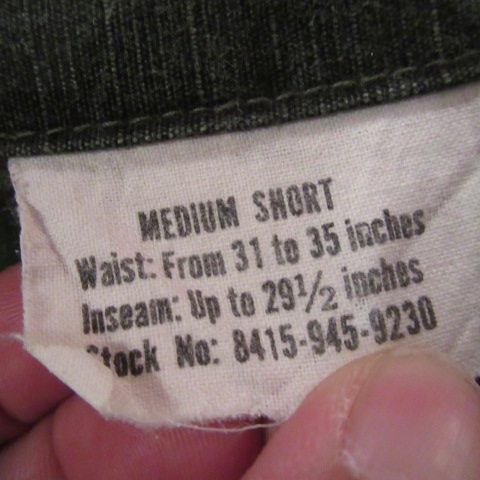 MEDIUM SHORT
Waist: From 31 to 35 inches
Inseam: Up to 29½ inches
Stock No: 8415-945-9230